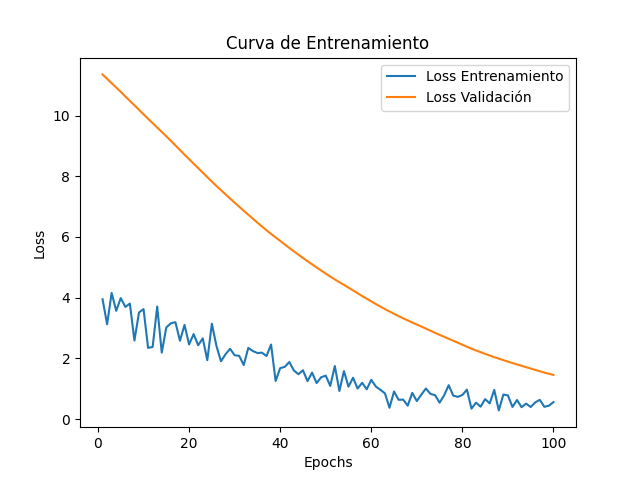 Curva de Entrenamiento
Loss Entrenamiento
Loss Validación
Loss
10
8
6
4
2
0
0 20 40 60 80 100
Epochs